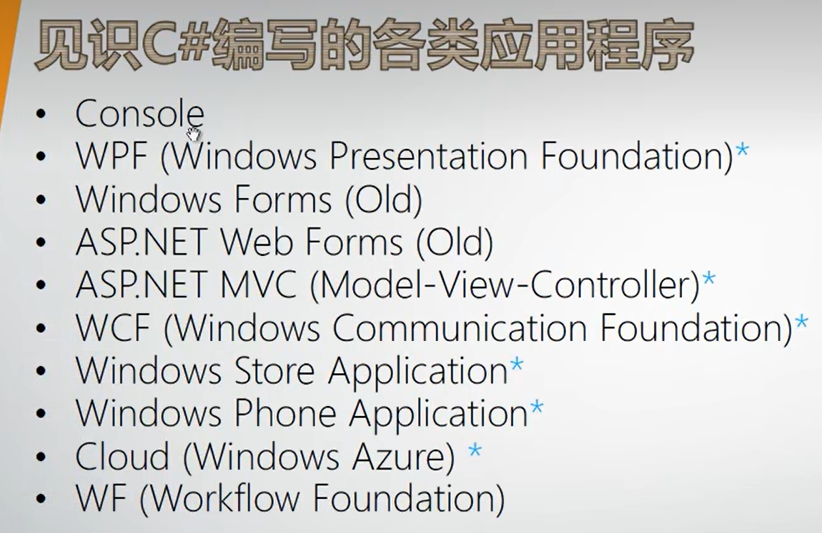 见识C#编写的各类应用程序
• Console
• WPF (Windows Presentation Foundation)*
• Windows Forms (Old)
• ASP.NET Web Forms (Old)
• ASP.NET MVC (Model-View-Controller)*
• WCF (Windows Communication Foundation)*
• Windows Store Application*
• Windows Phone Application*
• Cloud (Windows Azure) *
• WF (Workflow Foundation)